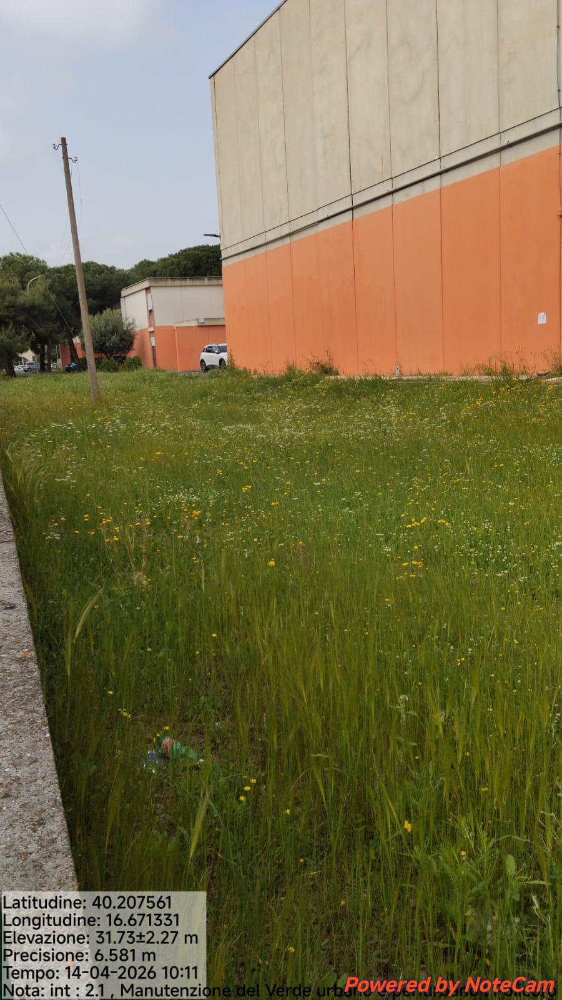 Latitudine: 40.207561
Longitudine: 16.671331
Elevazione: 31.73±2.27 m
Precisione: 6.581 m
Tempo: 14-04-2026 10:11
Nota: int : 2.1 , Manutenzione del Verde urbano e periurbano
Powered by NoteCam